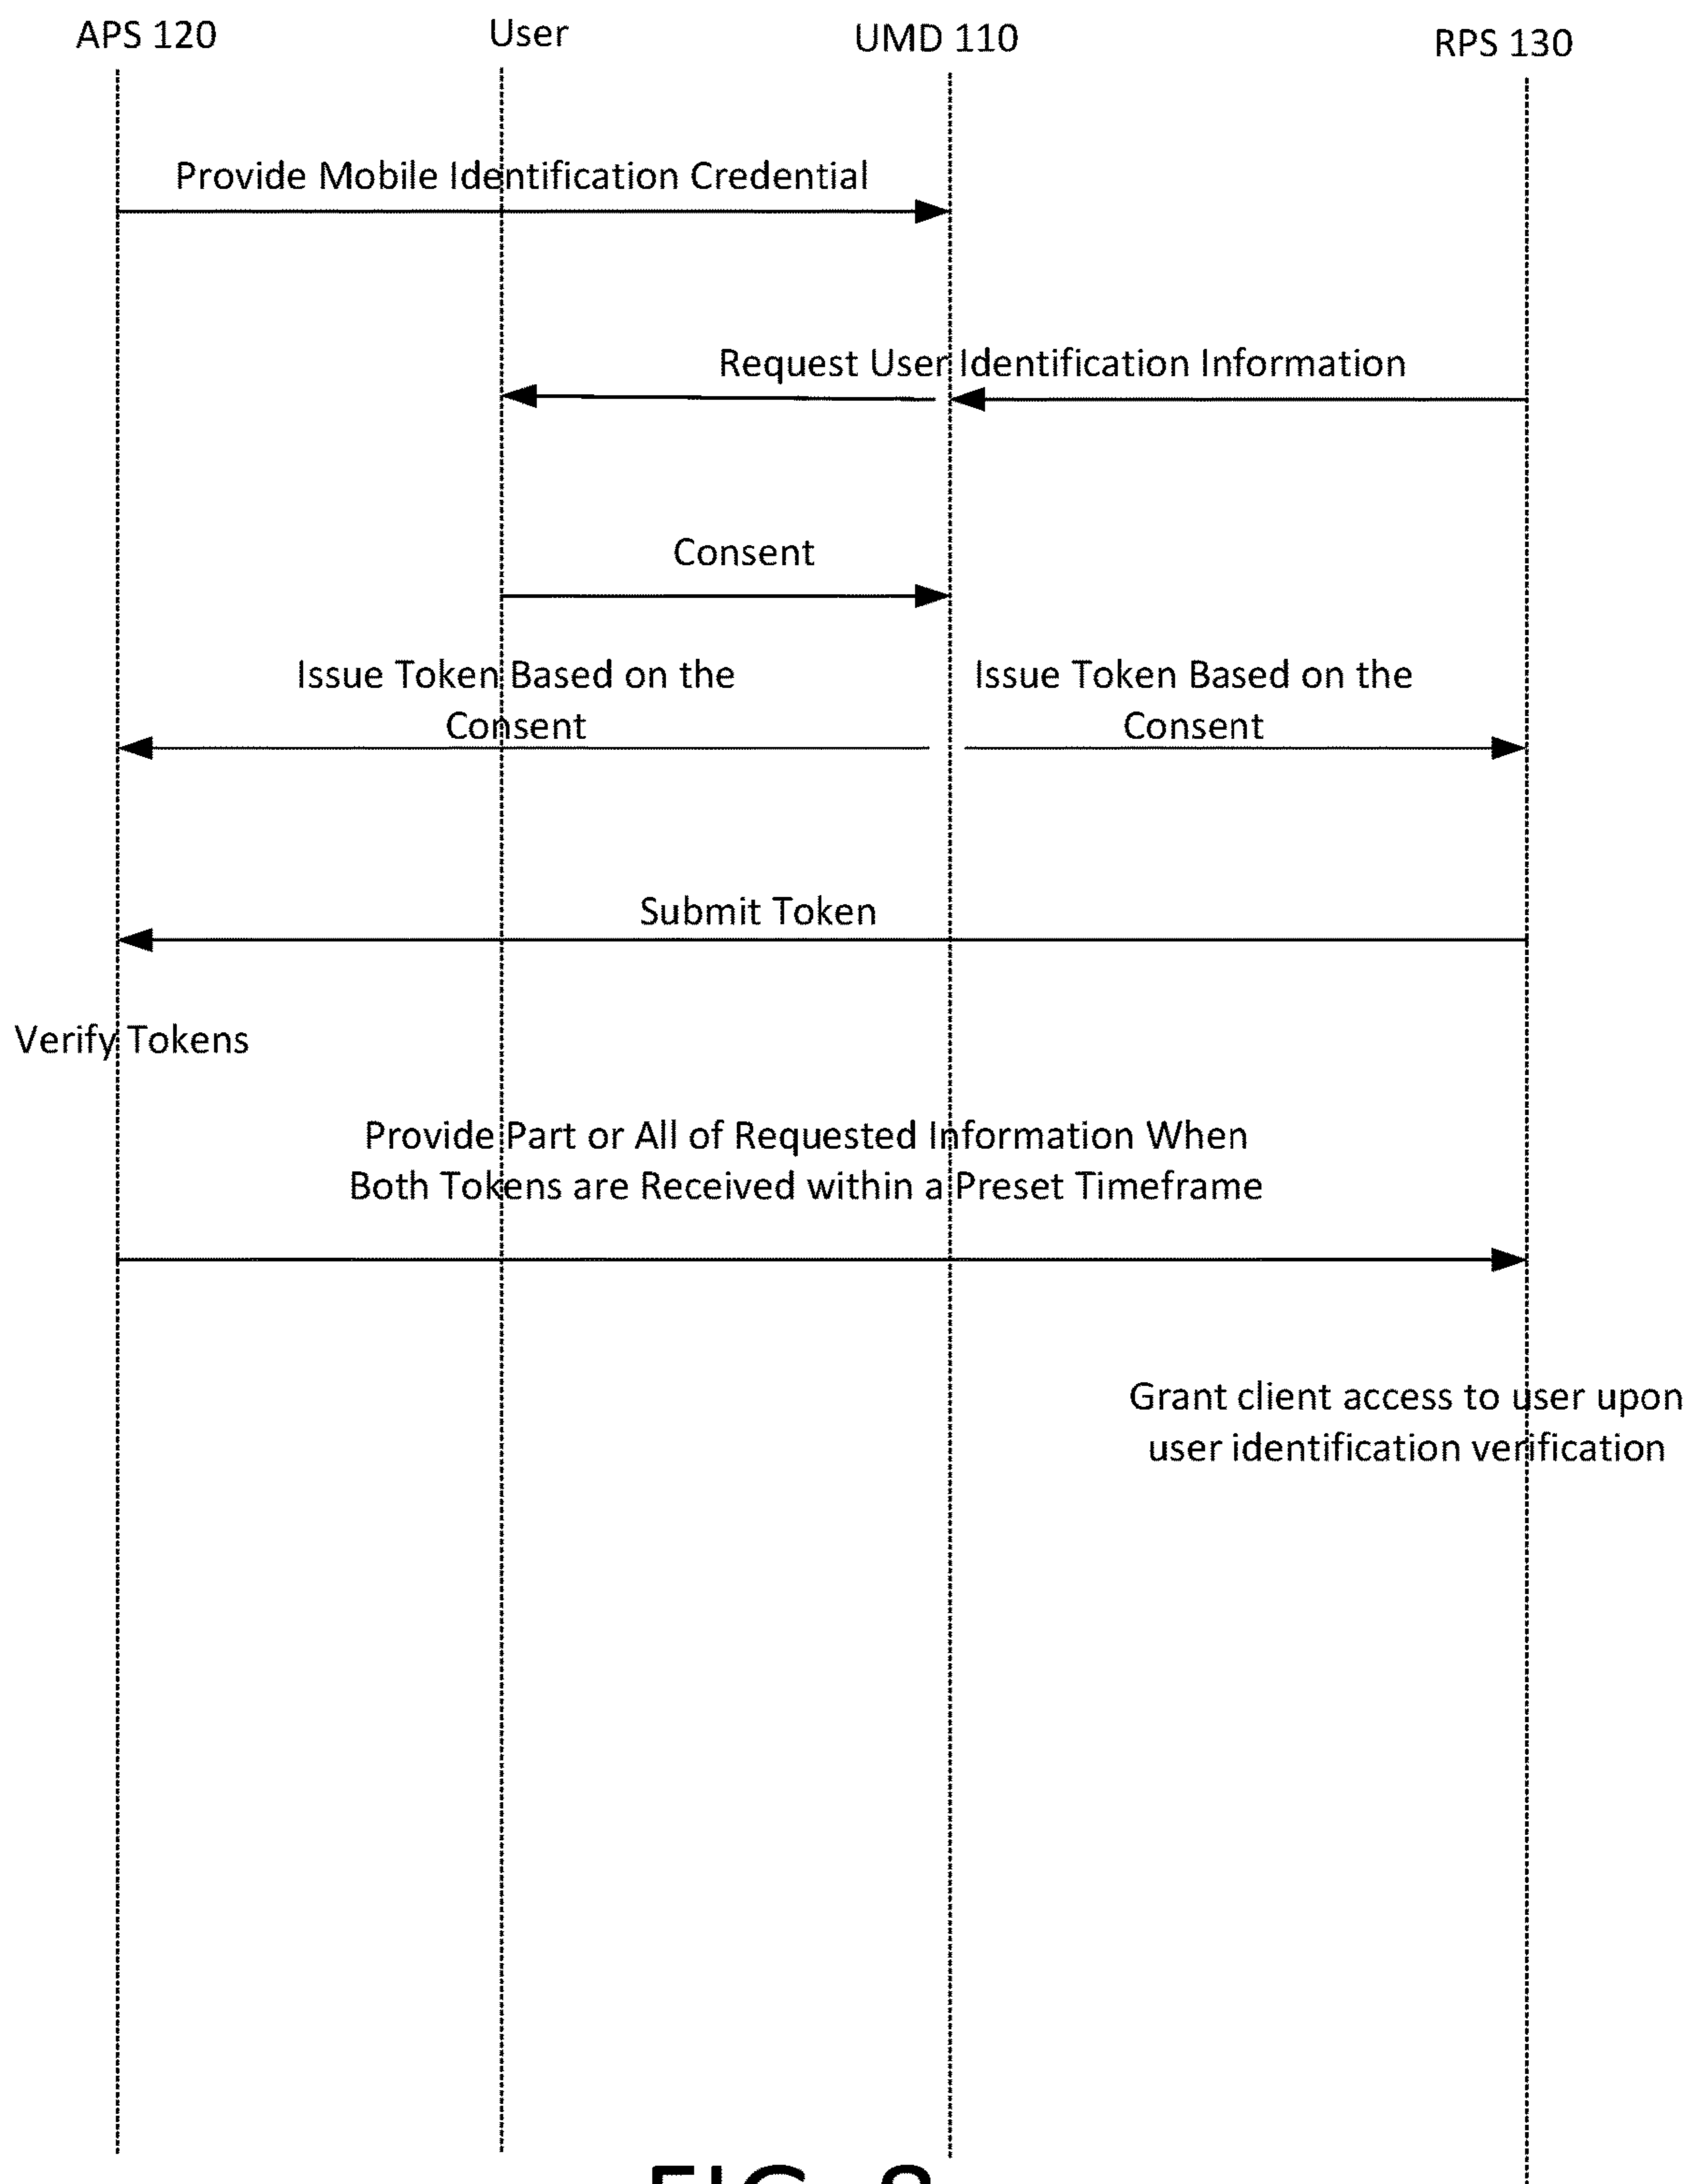 APS 120
User
UMD 110
RPS 130
Provide Mobile Identification Credential
Request User Identification Information
Consent
Issue Token Based on the
Consent
Issue Token Based on the
Consent
Submit Token
Verify Tokens
Provide Part or All of Requested Information When
Both Tokens are Received within a Preset Timeframe
Grant client access to user upon
user identification verification
FIG. 8